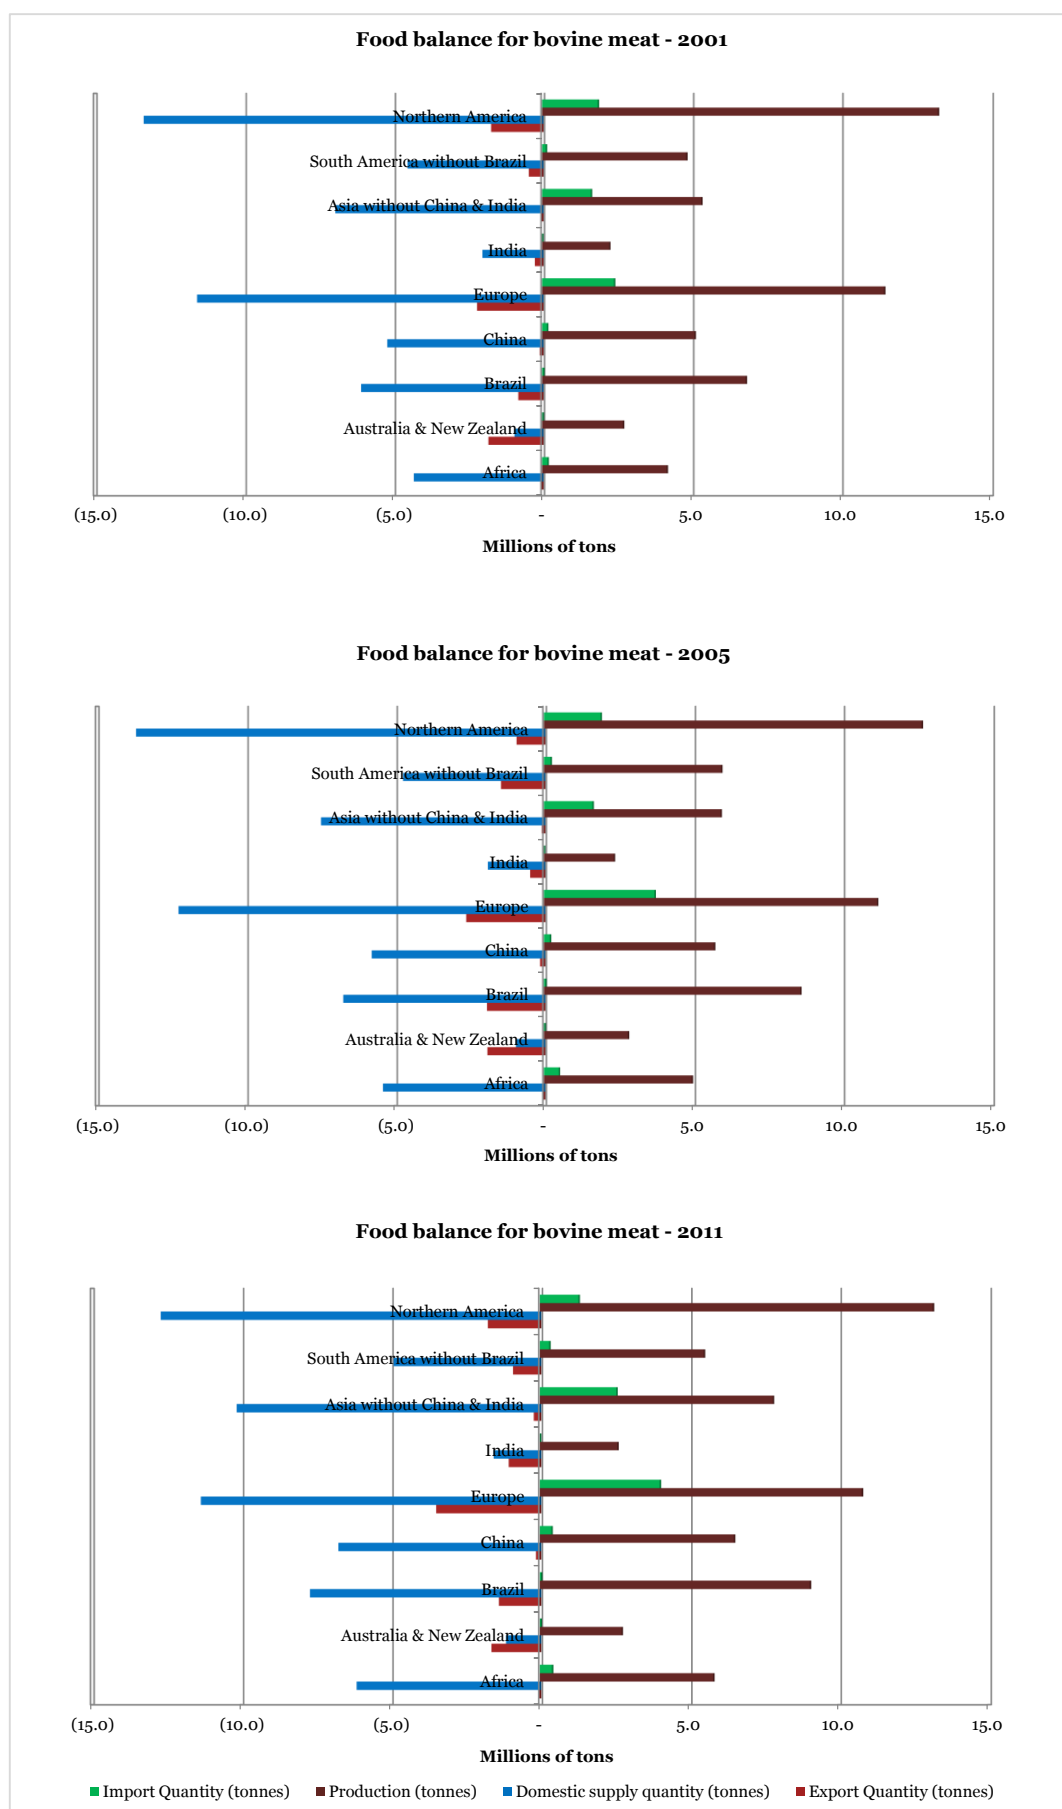 Food balance for bovine meat - 2001
Northern America
South America without Brazil
Asia without China & India
India
Europe
China
Brazil
Australia & New Zealand
Africa
(15.0) (10.0) (5.0) - 5.0 10.0 15.0
Millions of tons
Food balance for bovine meat - 2005
Northern America
South America without Brazil
Asia without China & India
India
Europe
China
Brazil
Australia & New Zealand
Africa
(15.0) (10.0) (5.0) - 5.0 10.0 15.0
Millions of tons
Food balance for bovine meat - 2011
Northern America
South America without Brazil
Asia without China & India
India
Europe
China
Brazil
Australia & New Zealand
Africa
(15.0) (10.0) (5.0) - 5.0 10.0 15.0
Millions of tons
Import Quantity (tonnes) Production (tonnes) Domestic supply quantity (tonnes) Export Quantity (tonnes)